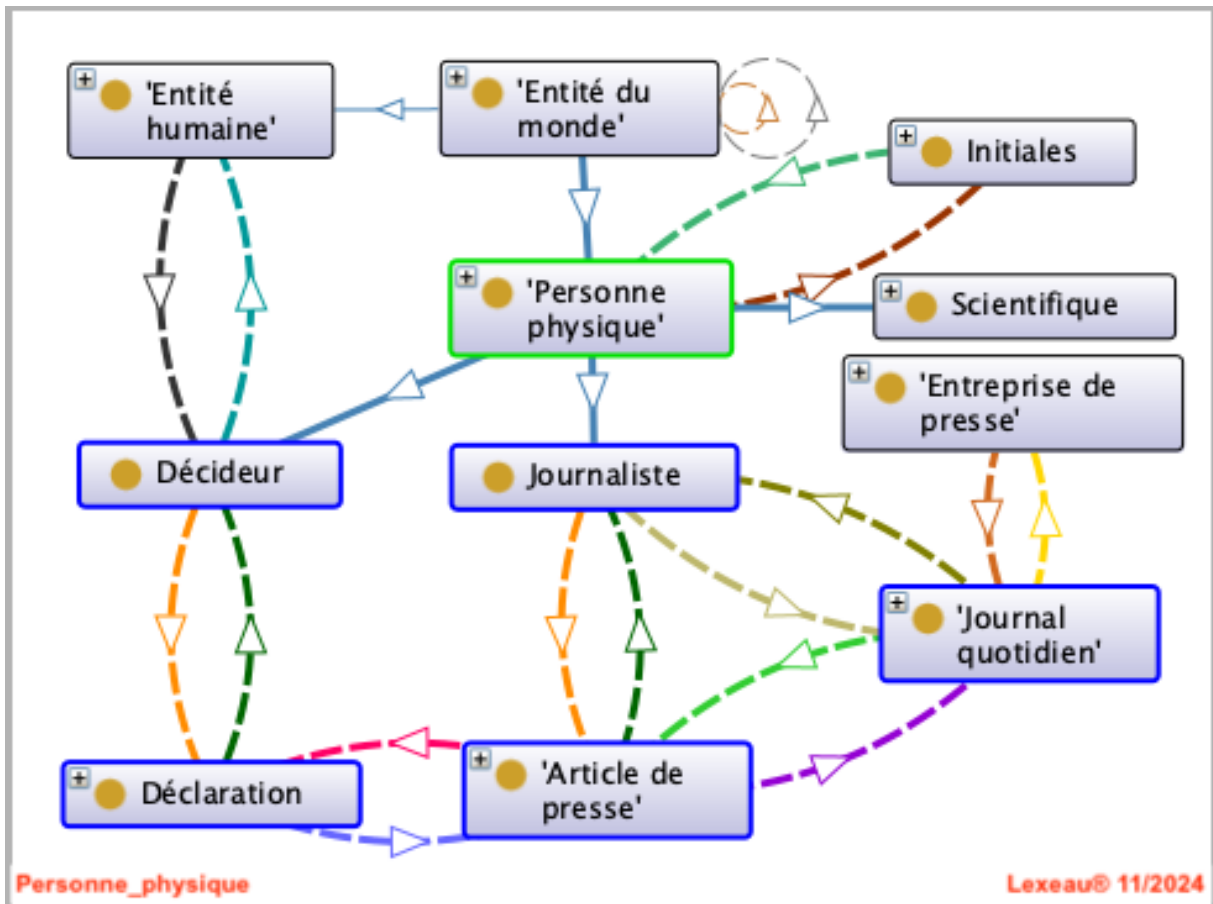 'Entité
humaine'
'Entité du
monde'
Initiales
'Personne
physique'
Scientifique
'Entreprise de
presse'
Décideur
Journaliste
'Journal
quotidien'
Déclaration
'Article de
presse'
Personne_physique
Lexeau® 11/2024